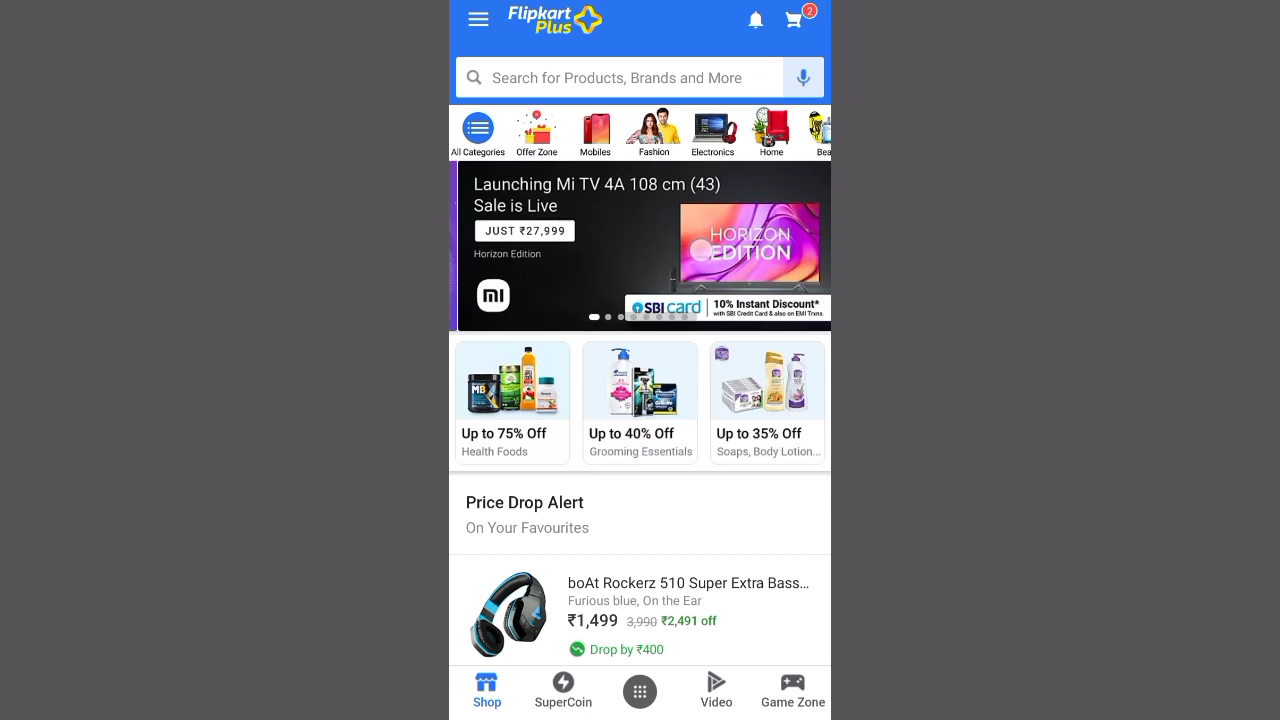 Flipkart
Plus
2
Search for Products, Brands and More
All Categories
Offer Zone
Mobiles
Fashion
Electronics
Home
Bea
Launching Mi TV 4A 108 cm (43)
Sale is Live
JUST ₹27,999
Horizon Edition
HORIZON
EDITION
mi
SBI card
10% Instant Discount*
with SBI Credit Card & also on EMI Trxns.
MB
Up to 75% Off
Health Foods
Up to 40% Off
Grooming Essentials
Up to 35% Off
Soaps, Body Lotion...
Price Drop Alert
On Your Favourites
boAt Rockerz 510 Super Extra Bass...
Furious blue, On the Ear
₹1,499 3,990 ₹2,491 off
Drop by ₹400
Shop
SuperCoin
Video
Game Zone